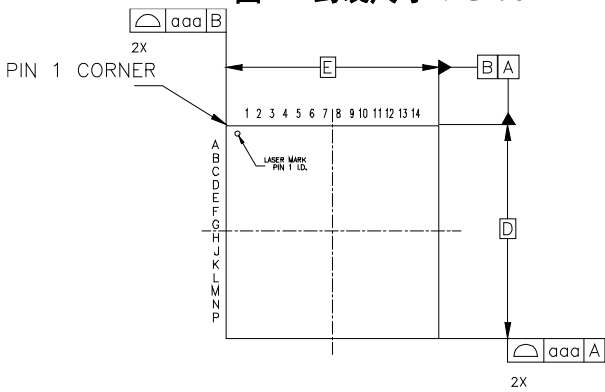 aaa B
2X
PIN 1 CORNER
E
B A
1 2 3 4 5 6 7 8 9 10 11 12 13 14
LASER MARK
PIN 1 I.D.
A
B
C
D
E
F
G
H
J
K
L
M
N
P
D
aaa A
2X